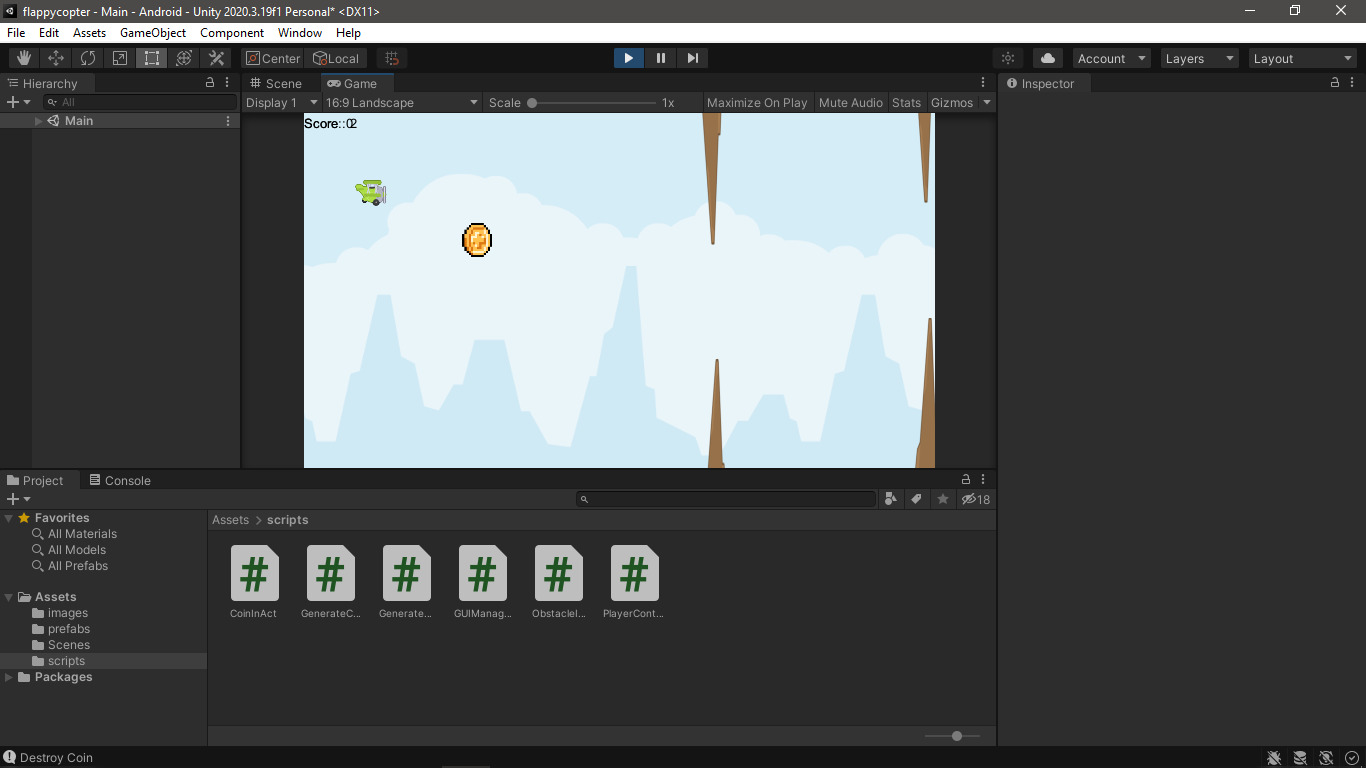 flappycopter - Main - Android - Unity 2020.3.19f1 Personal* <DX11>
File Edit Assets GameObject Component Window Help
Center Local Account Layers Layout
Hierarchy Scene Game Inspector
All Display 1 16:9 Landscape Scale 1x Maximize On Play Mute Audio Stats Gizmos
Main
Project Console
18
Favorites
All Materials
All Models
All Prefabs
Assets
images
prefabs
Scenes
scripts
Packages
Assets > scripts
CoinInAct GenerateC... Generate... GUIManag... ObstacleI... PlayerCont...
Destroy Coin